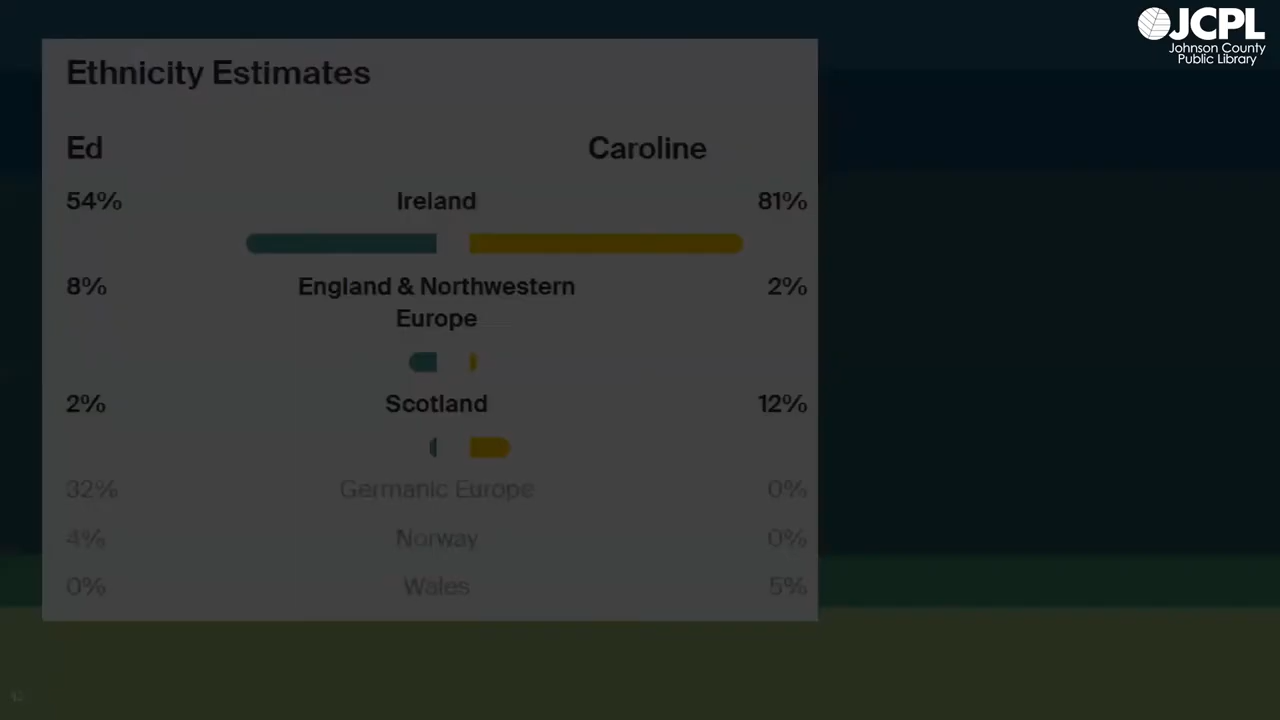 JCPL
Johnson County
Public Library
Ethnicity Estimates
Ed Caroline
54% Ireland 81%
8% England & Northwestern 2%
Europe
2% Scotland 12%
32% Germanic Europe 0%
4% Norway 0%
0% Wales 5%